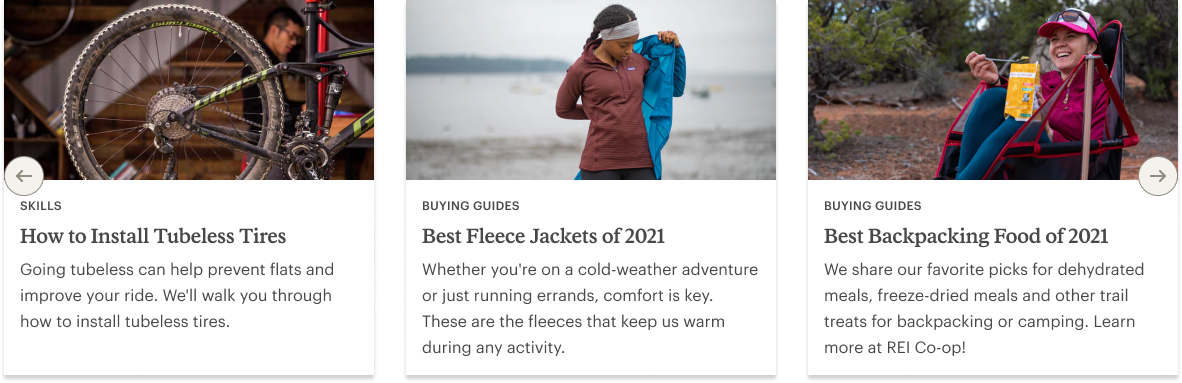 SKILLS
How to Install Tubeless Tires
Going tubeless can help prevent flats and
improve your ride. We'll walk you through
how to install tubeless tires.
BUYING GUIDES
Best Fleece Jackets of 2021
Whether you're on a cold-weather adventure
or just running errands, comfort is key.
These are the fleeces that keep us warm
during any activity.
BUYING GUIDES
Best Backpacking Food of 2021
We share our favorite picks for dehydrated
meals, freeze-dried meals and other trail
treats for backpacking or camping. Learn
more at REI Co-op!